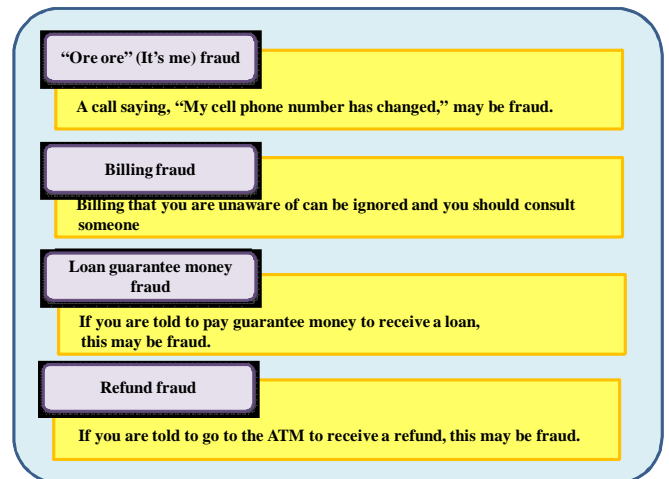 “Ore ore” (It’s me) fraud
A call saying, “My cell phone number has changed,” may be fraud.
Billing fraud
Billing that you are unaware of can be ignored and you should consult
someone
Loan guarantee money
fraud
If you are told to pay guarantee money to receive a loan,
this may be fraud.
Refund fraud
If you are told to go to the ATM to receive a refund, this may be fraud.